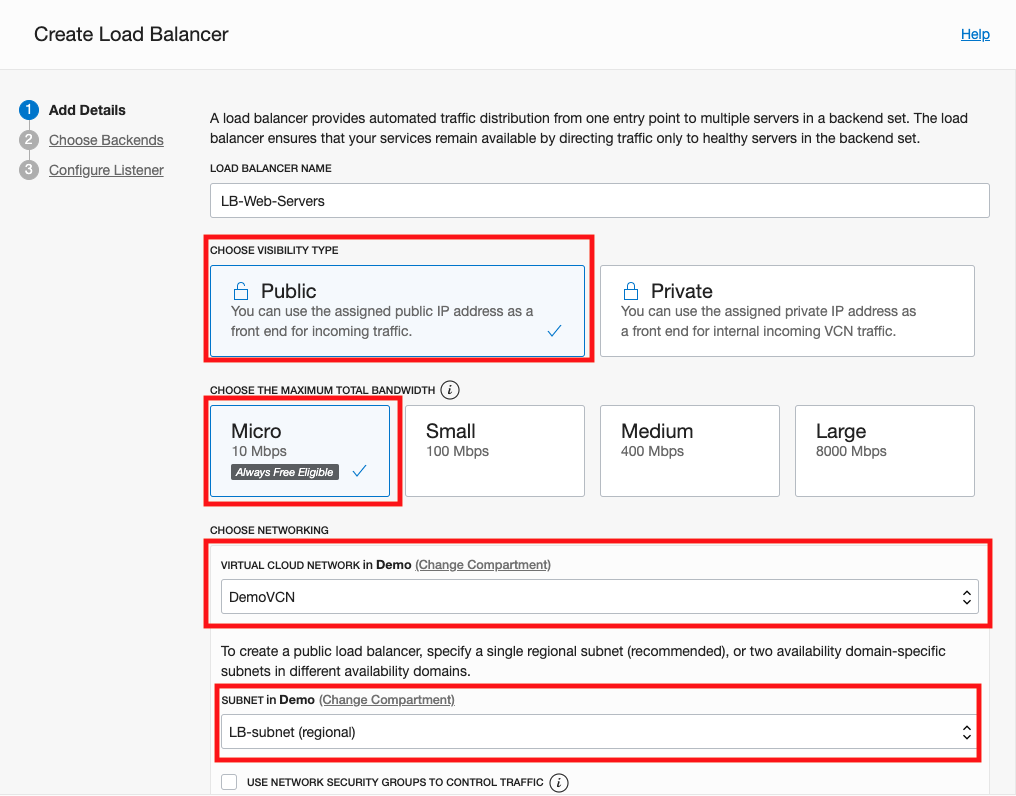 Create Load Balancer
Help
1 Add Details
2 Choose Backends
3 Configure Listener
A load balancer provides automated traffic distribution from one entry point to multiple servers in a backend set. The load
balancer ensures that your services remain available by directing traffic only to healthy servers in the backend set.
LOAD BALANCER NAME
LB-Web-Servers
CHOOSE VISIBILITY TYPE
Public
You can use the assigned public IP address as a
front end for incoming traffic.
Private
You can use the assigned private IP address as
a front end for internal incoming VCN traffic.
CHOOSE THE MAXIMUM TOTAL BANDWIDTH i
Micro
10 Mbps
Always Free Eligible
Small
100 Mbps
Medium
400 Mbps
Large
8000 Mbps
CHOOSE NETWORKING
VIRTUAL CLOUD NETWORK in Demo (Change Compartment)
DemoVCN
To create a public load balancer, specify a single regional subnet (recommended), or two availability domain-specific
subnets in different availability domains.
SUBNET in Demo (Change Compartment)
LB-subnet (regional)
USE NETWORK SECURITY GROUPS TO CONTROL TRAFFIC i